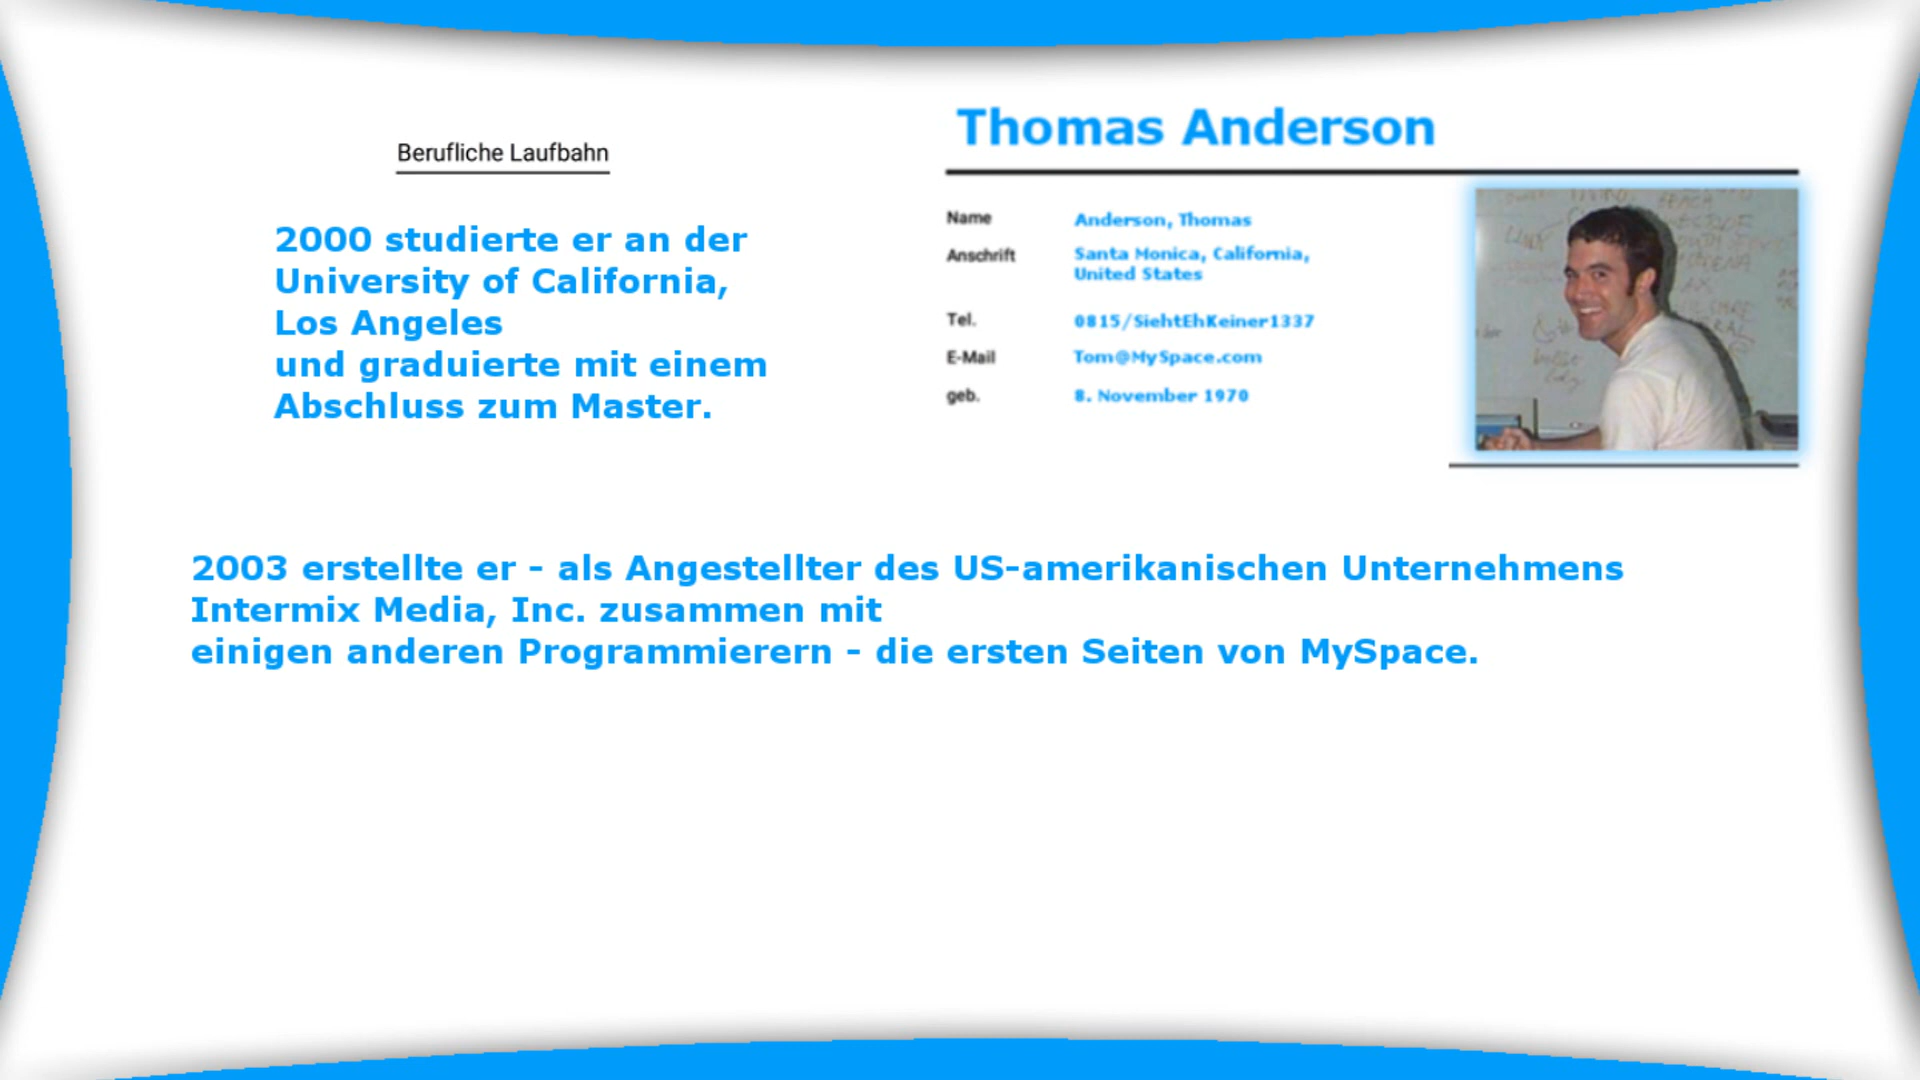 Berufliche Laufbahn
2000 studierte er an der
University of California,
Los Angeles
und graduierte mit einem
Abschluss zum Master.
Thomas Anderson
Name Anderson, Thomas
Anschrift Santa Monica, California,
United States
Tel. 0815/SiehtEhKeiner1337
E-Mail Tom@MySpace.com
geb. 8. November 1970
2003 erstellte er - als Angestellter des US-amerikanischen Unternehmens
Intermix Media, Inc. zusammen mit
einigen anderen Programmierern - die ersten Seiten von MySpace.